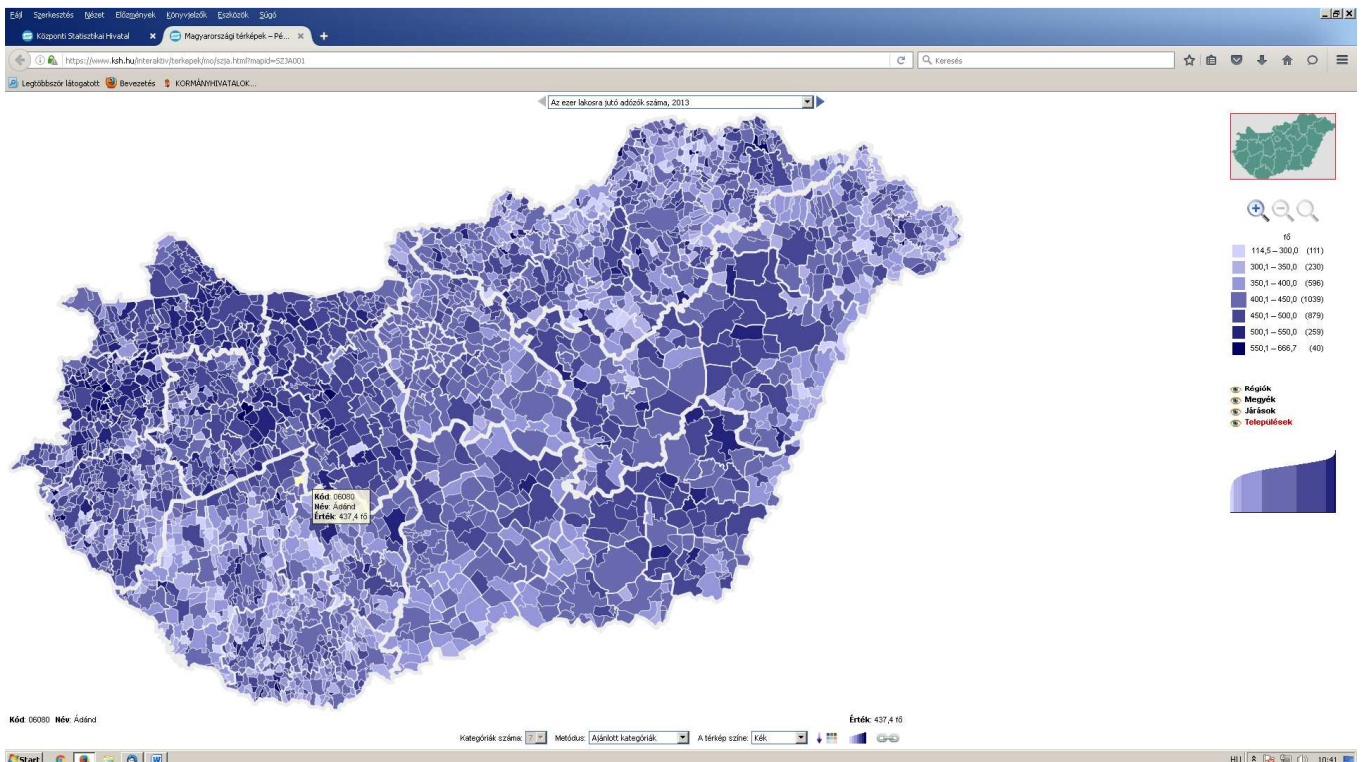 Fájl Szerkesztés Nézet Előzmények Könyvjelzők Eszközök Súgó
Központi Statisztikai Hivatal
Magyarországi térképek – Pé...
https://www.ksh.hu/interaktiv/terkepek/mo/szja.html?mapid=SZJA001
Keresés
Legtöbbször látogatott Bevezetés KORMÁNYHIVATALOK...
Az ezer lakosra jutó adózók száma, 2013
fő
114,5 – 300,0 (111)
300,1 – 350,0 (230)
350,1 – 400,0 (596)
400,1 – 450,0 (1039)
450,1 – 500,0 (879)
500,1 – 550,0 (259)
550,1 – 666,7 (40)
Régiók
Megyék
Járások
Települések
Kód: 06080
Név: Ádánd
Érték: 437,4 fő
Kód: 06080 Név: Ádánd
Érték: 437,4 fő
Kategóriák száma: 7 Metódus: Ajánlott kategóriák A térkép színe: Kék
Start
HU 10:41